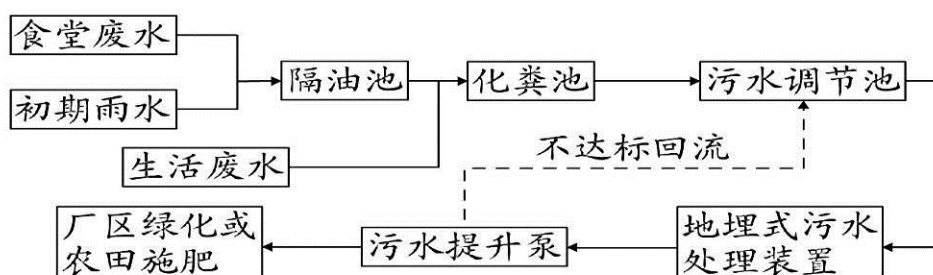 食堂废水
初期雨水
隔油池
化粪池
污水调节池
生活废水
不达标回流
厂区绿化或
农田施肥
污水提升泵
地埋式污水
处理装置